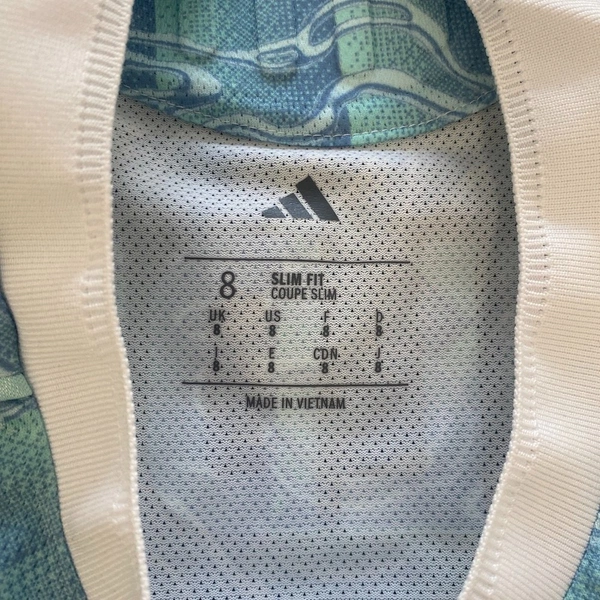 8 SLIM FIT
COUPE SLIM
UK US F D
8 8 8 8
I E CDN J
8 8 8 8
MADE IN VIETNAM